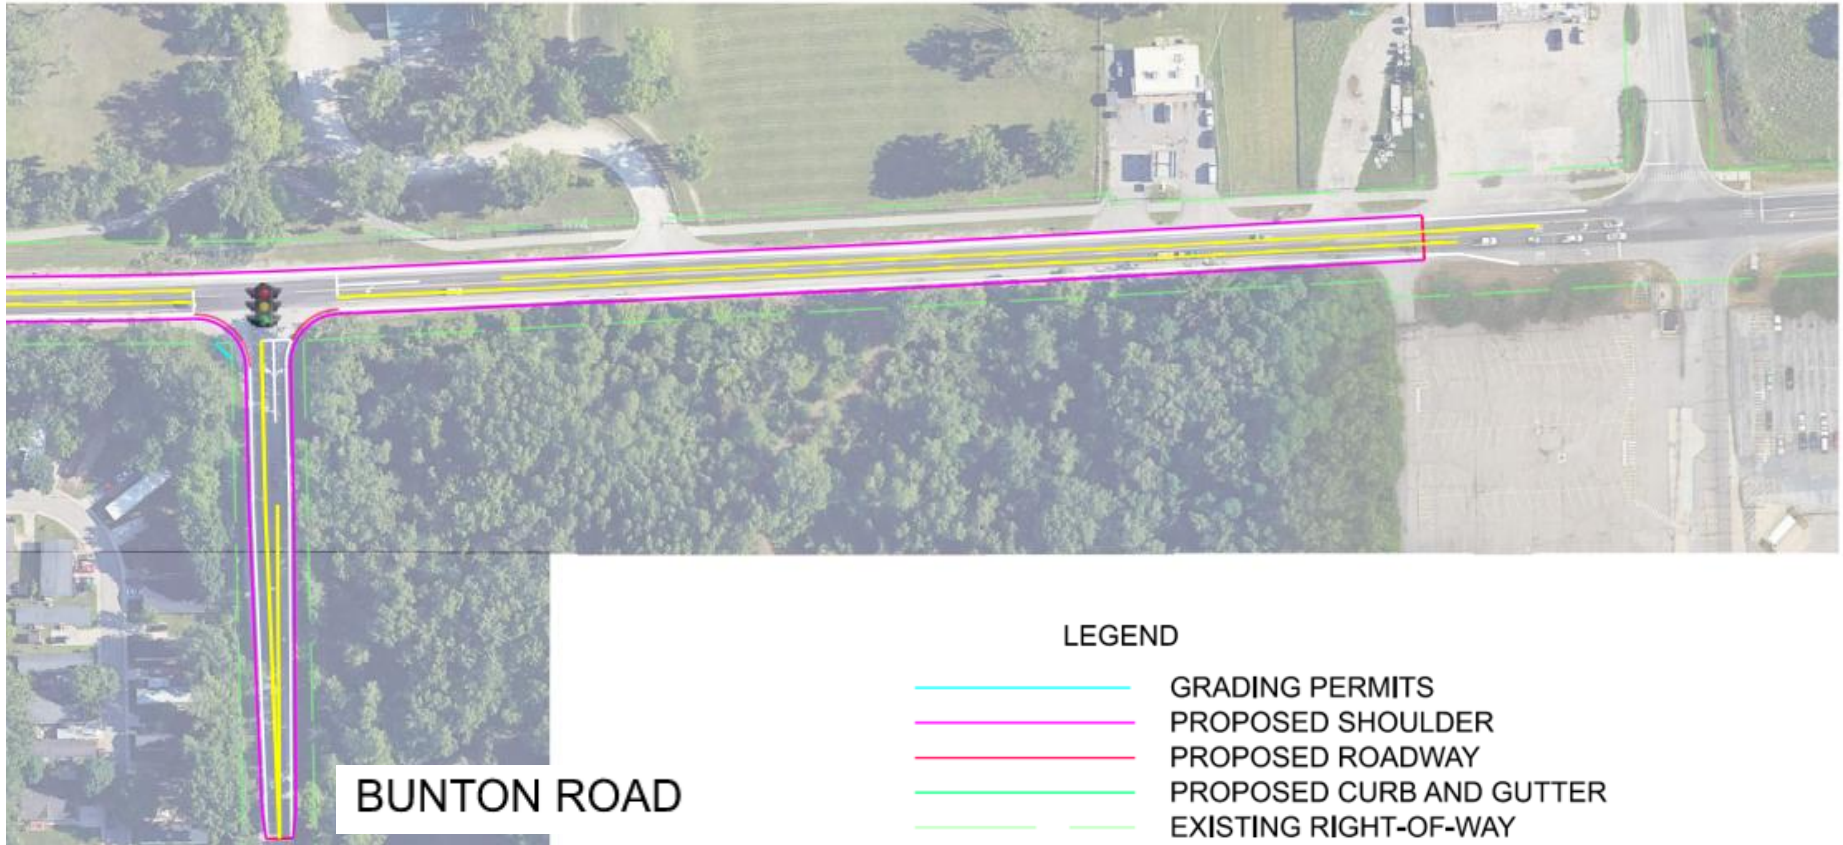 BUNTON ROAD
LEGEND
GRADING PERMITS
PROPOSED SHOULDER
PROPOSED ROADWAY
PROPOSED CURB AND GUTTER
EXISTING RIGHT-OF-WAY